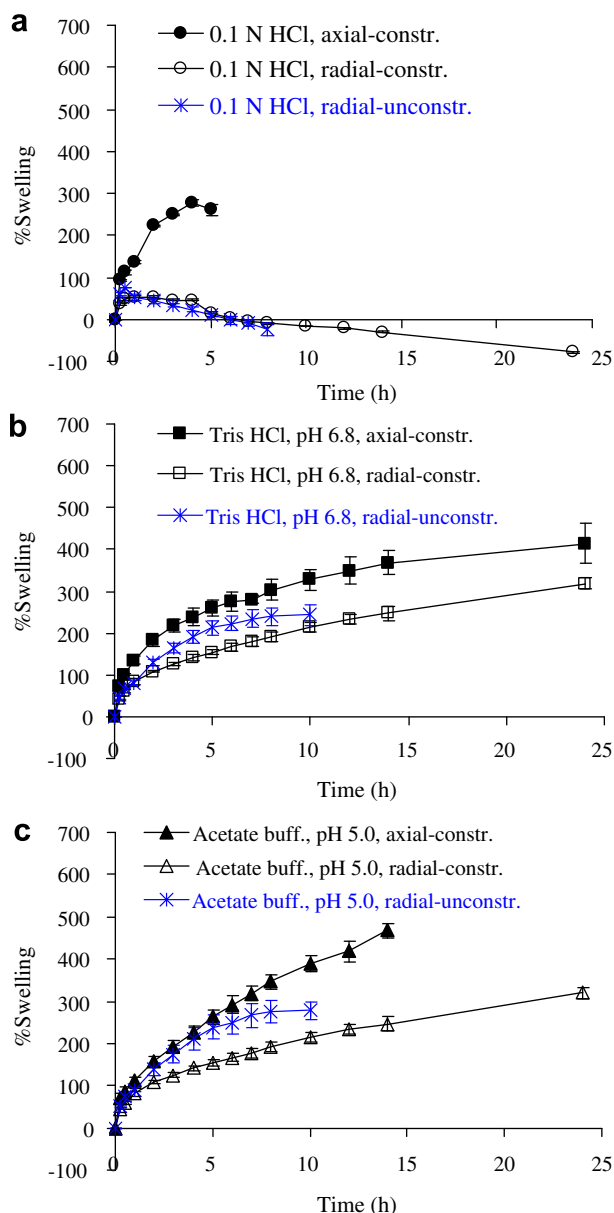 a
700
600
500
400
300
200
100
0
-100
%Swelling
0.1 N HCl, axial-constr.
0.1 N HCl, radial-constr.
0.1 N HCl, radial-unconstr.
0 5 10 15 20 25
Time (h)
b
700
600
500
400
300
200
100
0
-100
%Swelling
Tris HCl, pH 6.8, axial-constr.
Tris HCl, pH 6.8, radial-constr.
Tris HCl, pH 6.8, radial-unconstr.
0 5 10 15 20 25
Time (h)
c
700
600
500
400
300
200
100
0
-100
%Swelling
Acetate buff., pH 5.0, axial-constr.
Acetate buff., pH 5.0, radial-constr.
Acetate buff., pH 5.0, radial-unconstr.
0 5 10 15 20 25
Time (h)